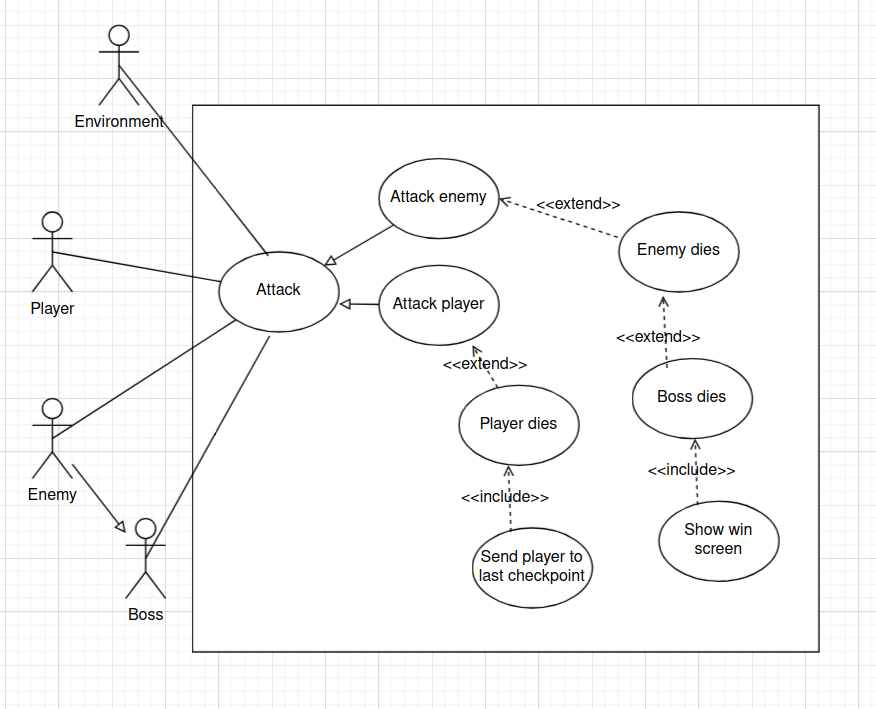 Environment
Attack enemy
<<extend>>
Enemy dies
Player
Attack
Attack player
<<extend>>
<<extend>>
Boss dies
Player dies
<<include>>
Enemy
<<include>>
Show win
screen
Send player to
last checkpoint
Boss